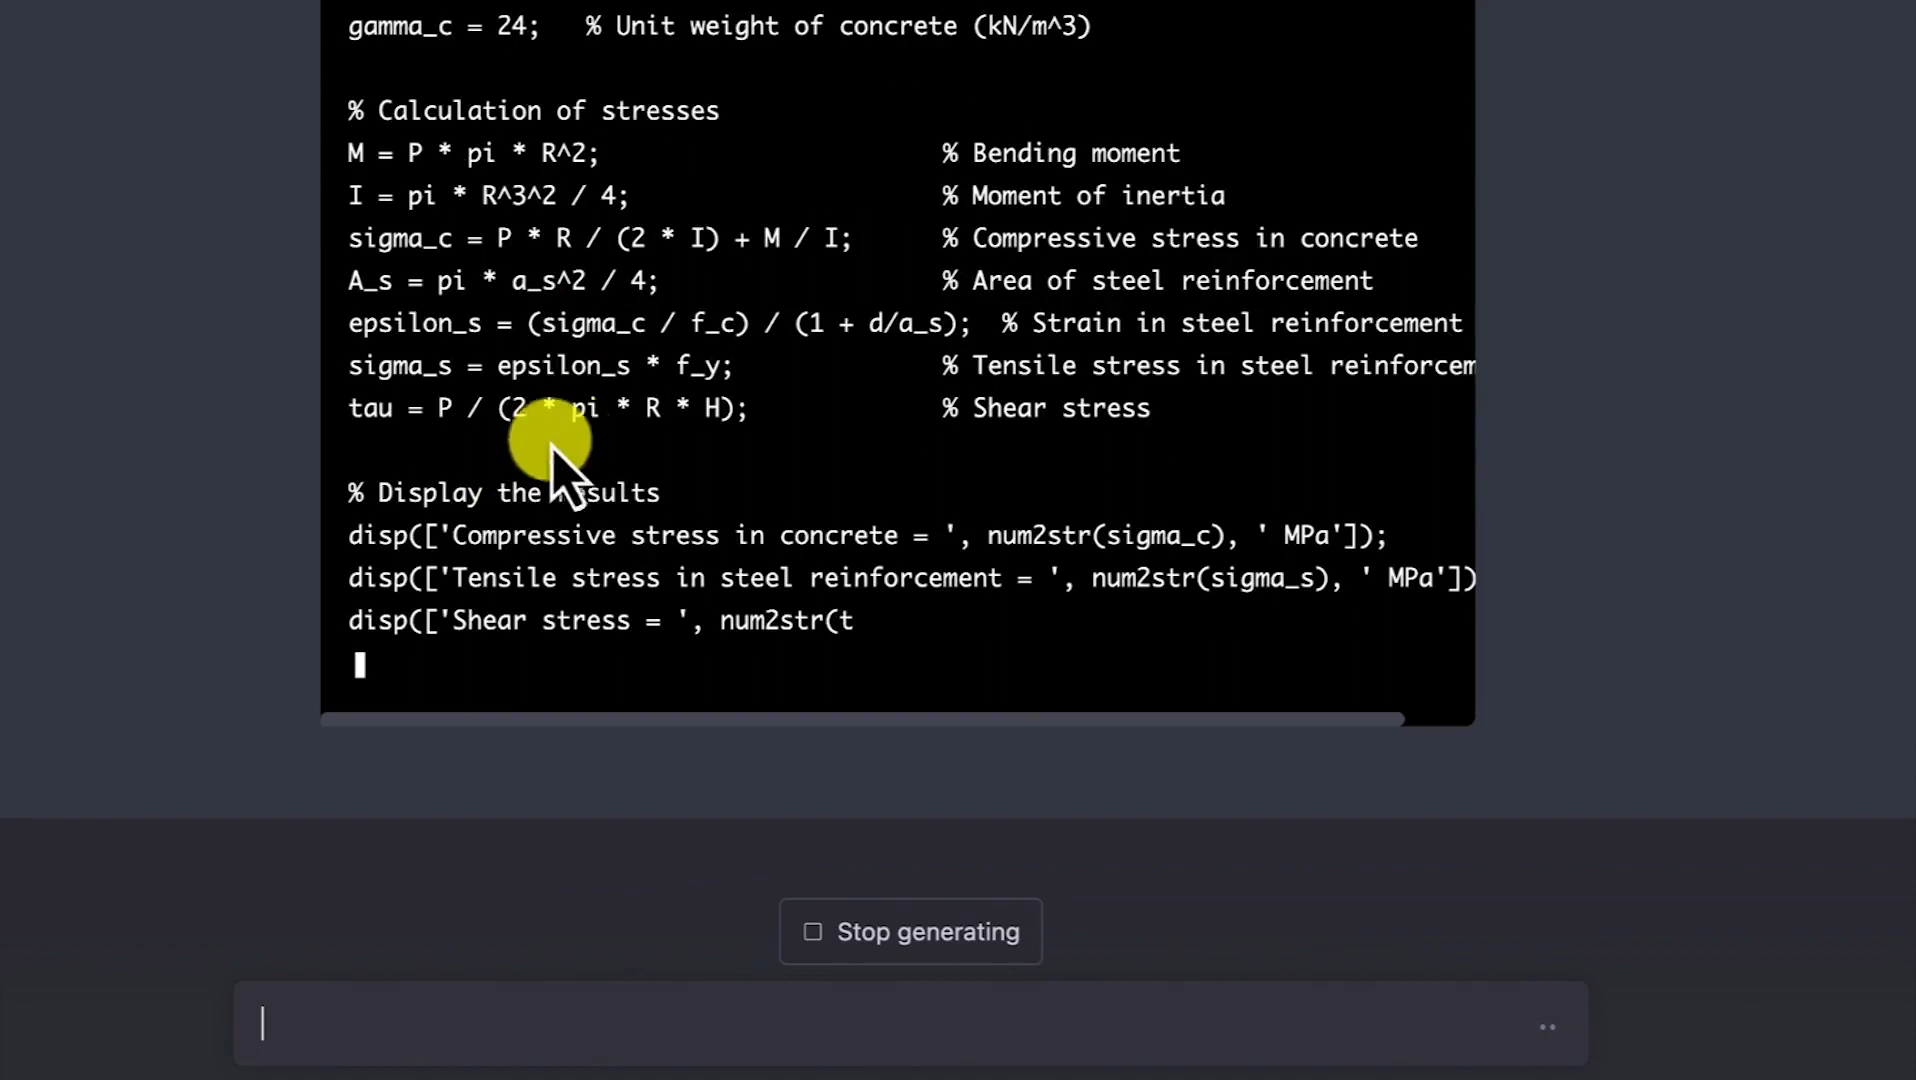 gamma_c = 24;   % Unit weight of concrete (kN/m^3)
% Calculation of stresses
M = P * pi * R^2;                       % Bending moment
I = pi * R^3^2 / 4;                     % Moment of inertia
sigma_c = P * R / (2 * I) + M / I;      % Compressive stress in concrete
A_s = pi * a_s^2 / 4;                   % Area of steel reinforcement
epsilon_s = (sigma_c / f_c) / (1 + d/a_s);  % Strain in steel reinforcement
sigma_s = epsilon_s * f_y;              % Tensile stress in steel reinforcem
tau = P / (2 * pi * R * H);             % Shear stress
% Display the results
disp(['Compressive stress in concrete = ', num2str(sigma_c), ' MPa']);
disp(['Tensile stress in steel reinforcement = ', num2str(sigma_s), ' MPa'])
disp(['Shear stress = ', num2str(t
Stop generating